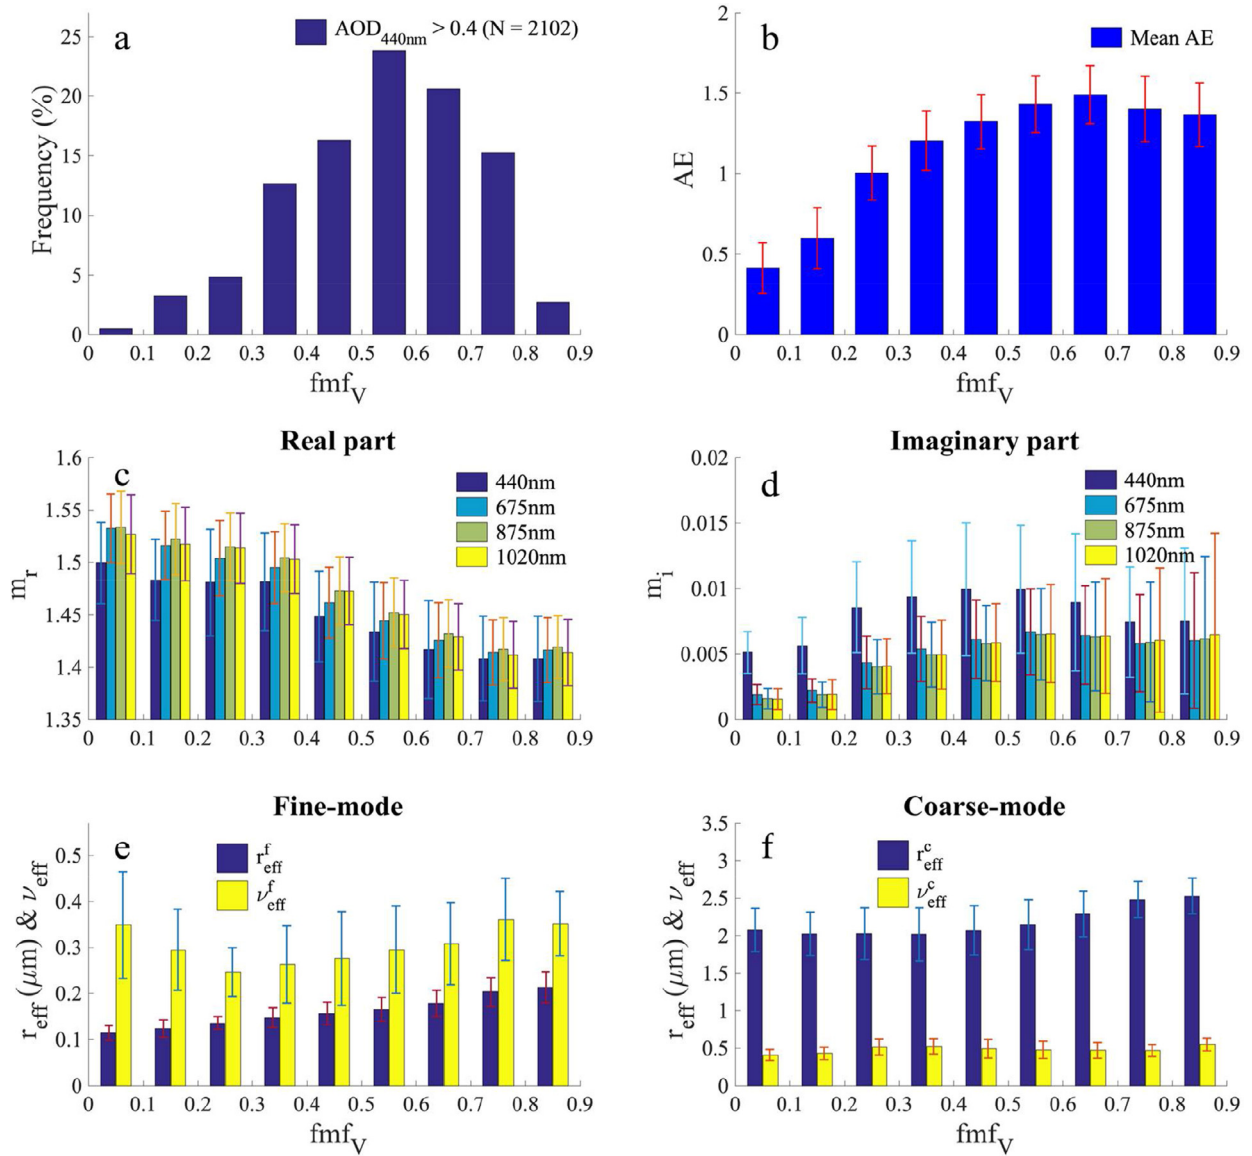 a
AOD440nm > 0.4 (N = 2102)
Frequency (%)
25
20
15
10
5
0
0 0.1 0.2 0.3 0.4 0.5 0.6 0.7 0.8 0.9
fmfV
b
Mean AE
AE
2
1.5
1
0.5
0
0 0.1 0.2 0.3 0.4 0.5 0.6 0.7 0.8 0.9
fmfV
Real part
c
440nm
675nm
875nm
1020nm
mr
1.6
1.55
1.5
1.45
1.4
1.35
0 0.1 0.2 0.3 0.4 0.5 0.6 0.7 0.8 0.9
Imaginary part
d
440nm
675nm
875nm
1020nm
mi
0.02
0.015
0.01
0.005
0
0 0.1 0.2 0.3 0.4 0.5 0.6 0.7 0.8 0.9
Fine-mode
e
r^f_eff
ν^f_eff
r_eff (μm) & ν_eff
0.5
0.4
0.3
0.2
0.1
0
0 0.1 0.2 0.3 0.4 0.5 0.6 0.7 0.8 0.9
fmfV
Coarse-mode
f
r^c_eff
ν^c_eff
r_eff (μm) & ν_eff
3.5
3
2.5
2
1.5
1
0.5
0
0 0.1 0.2 0.3 0.4 0.5 0.6 0.7 0.8 0.9
fmfV